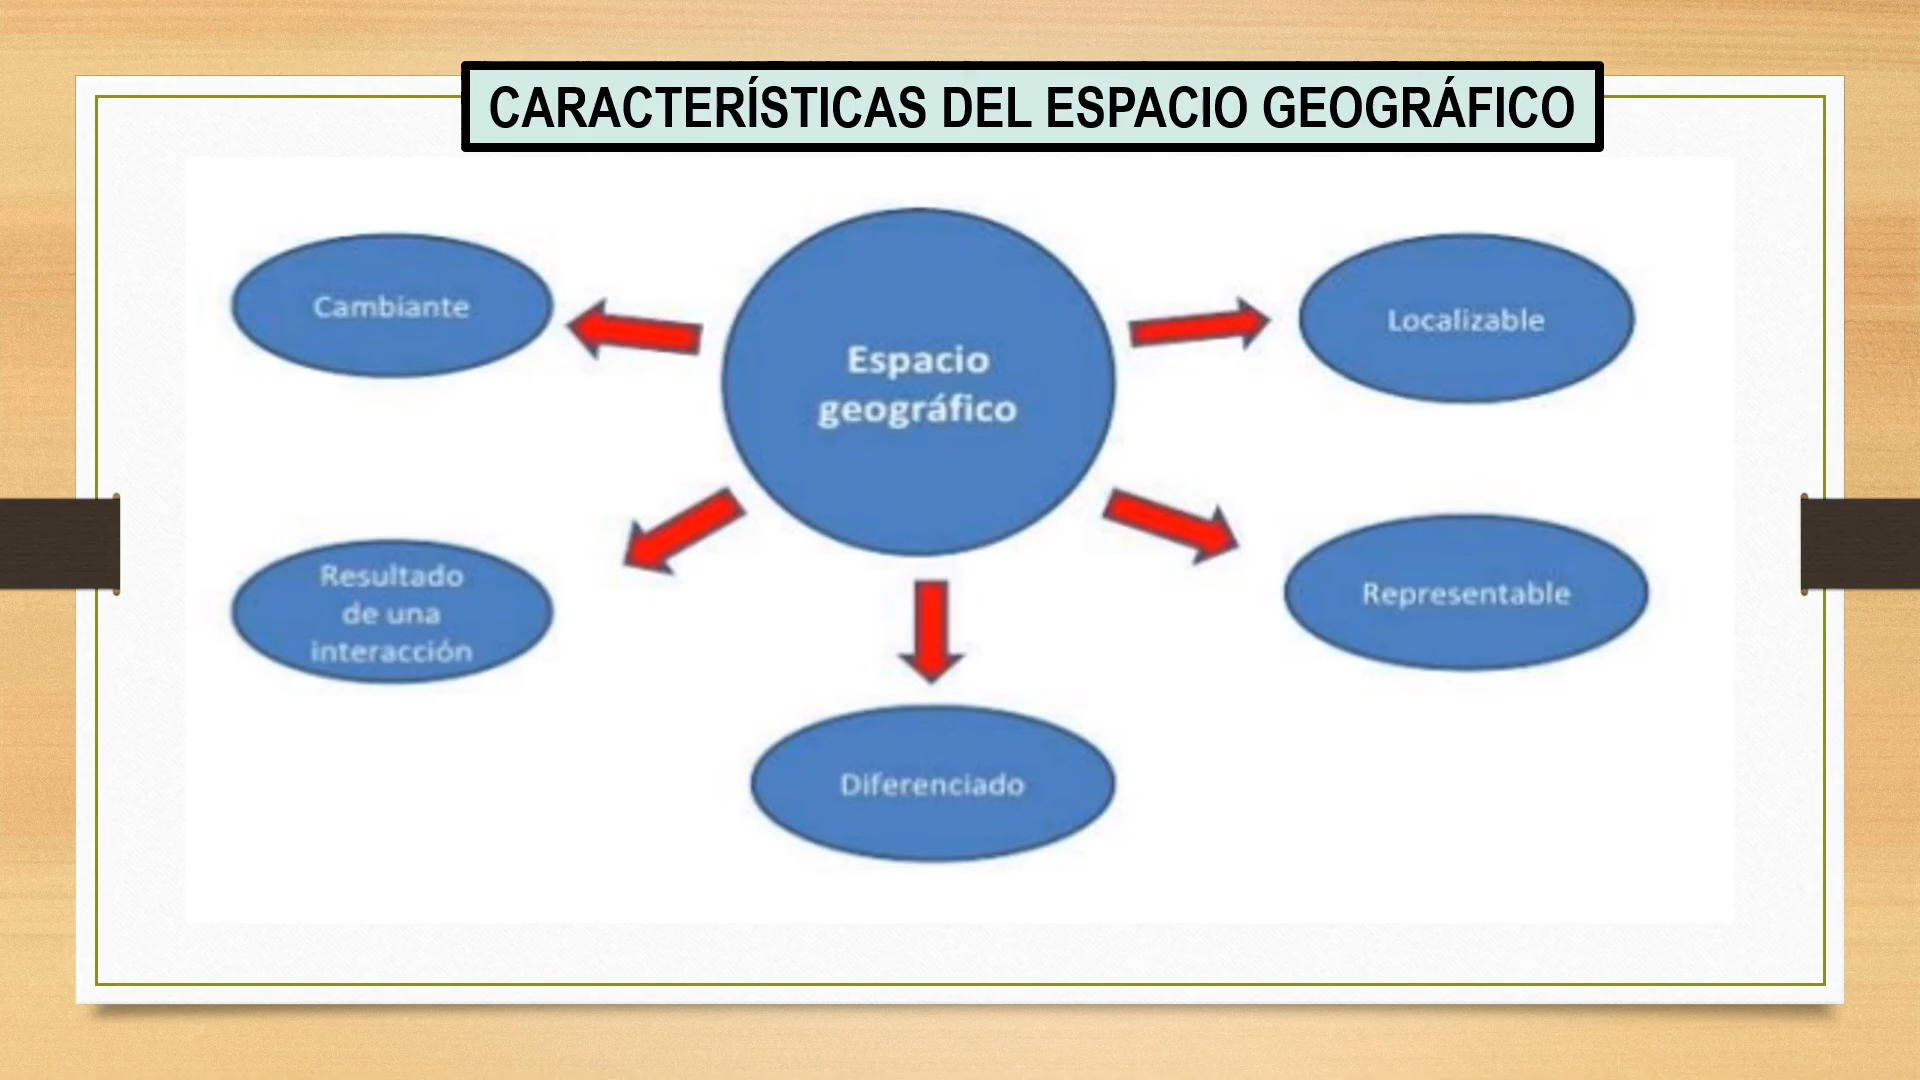 CARACTERÍSTICAS DEL ESPACIO GEOGRÁFICO
Cambiante
Espacio
geográfico
Localizable
Resultado
de una
interacción
Representable
Diferenciado